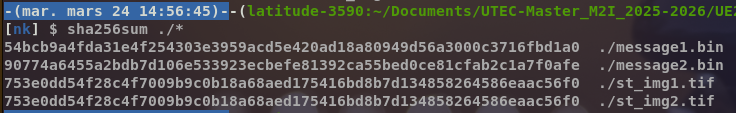 -(mar. mars 24 14:56:45)--(latitude-3590:~/Documents/UTEC-Master_M2I_2025-2026/UE
[nk] $ sha256sum ./*
54bcb9a4fda31e4f254303e3959acd5e420ad18a80949d56a3000c3716fbd1a0  ./message1.bin
90774a6455a2bdb7d106e533923ecbefe81392ca55bed0ce81cfab2c1a7f0afe  ./message2.bin
753e0dd54f28c4f7009b9c0b18a68aed175416bd8b7d134858264586eaac56f0  ./st_img1.tif
753e0dd54f28c4f7009b9c0b18a68aed175416bd8b7d134858264586eaac56f0  ./st_img2.tif